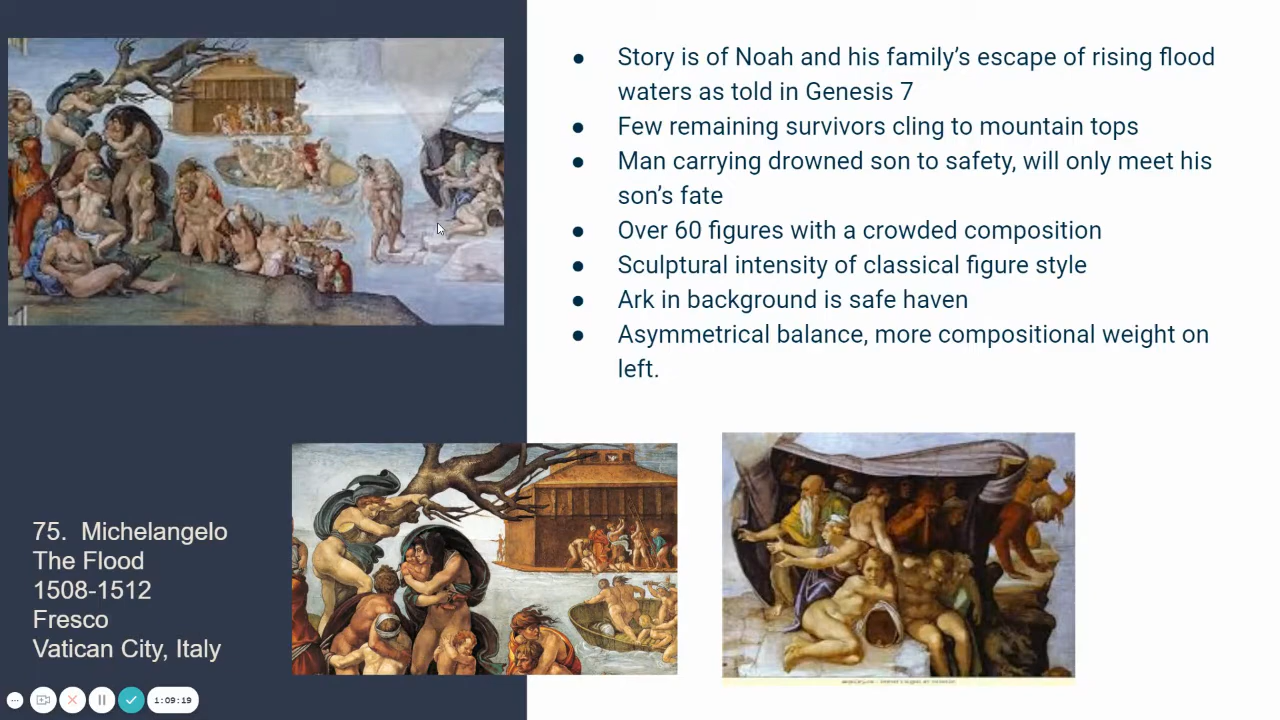 ● Story is of Noah and his family’s escape of rising flood
waters as told in Genesis 7
● Few remaining survivors cling to mountain tops
● Man carrying drowned son to safety, will only meet his
son’s fate
● Over 60 figures with a crowded composition
● Sculptural intensity of classical figure style
● Ark in background is safe haven
● Asymmetrical balance, more compositional weight on
left.
75. Michelangelo
The Flood
1508-1512
Fresco
Vatican City, Italy
1:09:19